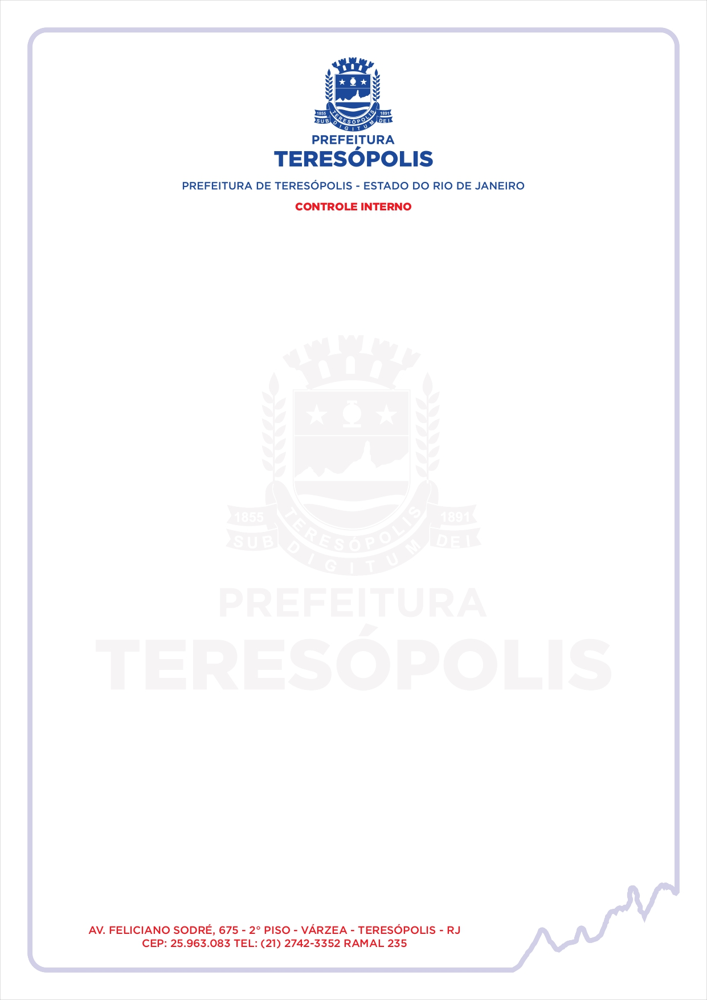 1855
1891
SUB
TERESÓPOLIS
DEI
DIGITUM
PREFEITURA
TERESÓPOLIS
PREFEITURA DE TERESÓPOLIS - ESTADO DO RIO DE JANEIRO
CONTROLE INTERNO
1855
1891
SUB
TERESÓPOLIS
DEI
DIGITUM
PREFEITURA
TERESÓPOLIS
AV. FELICIANO SODRÉ, 675 - 2° PISO - VÁRZEA - TERESÓPOLIS - RJ
CEP: 25.963.083 TEL: (21) 2742-3352 RAMAL 235